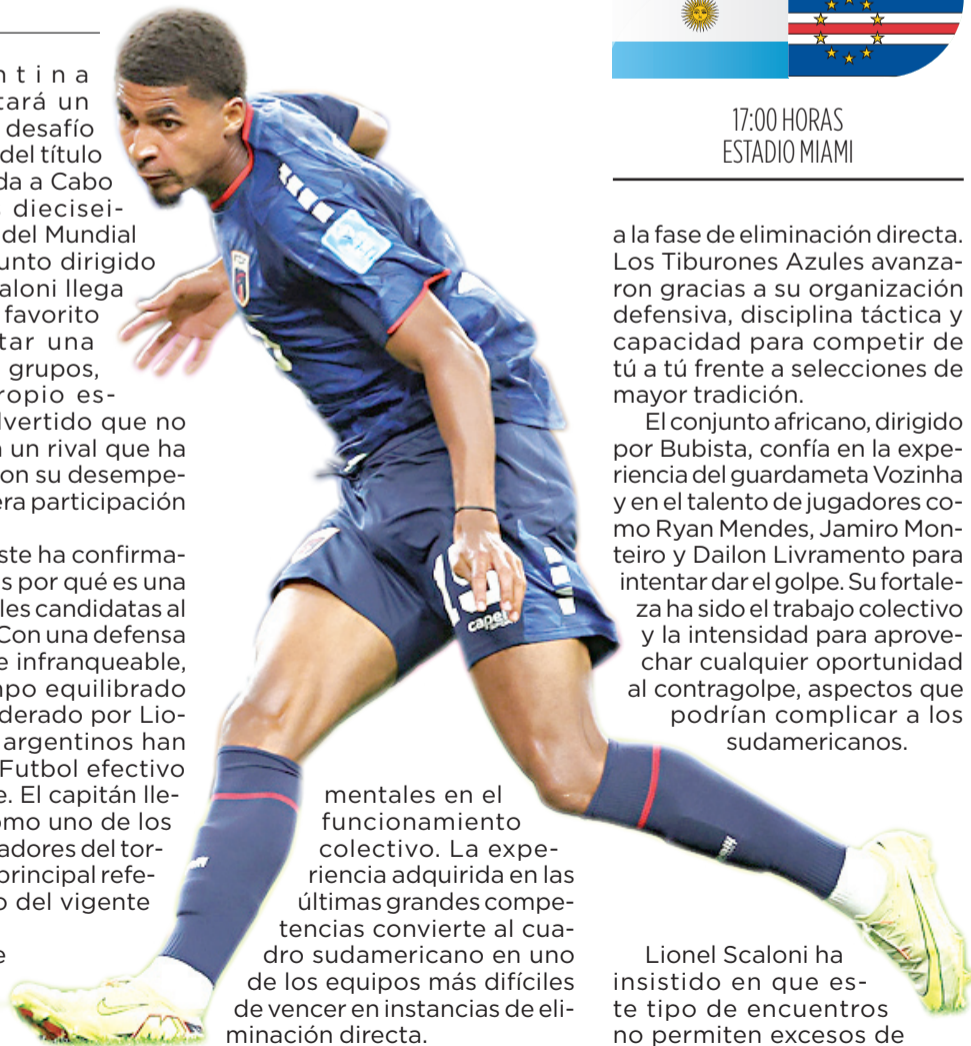 ntina
tará un
desafío
del título
da a Cabo
diecisei-
del Mundial
unto dirigido
aloni llega
favorito
tar una
grupos,
ropio es-
dvertido que no
a un rival que ha
on su desempe-
era participación
ste ha confirma-
s por qué es una
les candidatas al
Con una defensa
e infranqueable,
mpo equilibrado
derado por Lio-
argentinos han
Futbol efectivo
e. El capitán lle-
omo uno de los
adores del tor-
principal refe-
o del vigente
e
mentales en el
funcionamiento
colectivo. La expe-
riencia adquirida en las
últimas grandes compe-
tencias convierte al cua-
dro sudamericano en uno
de los equipos más difíciles
de vencer en instancias de eli-
minación directa.
17:00 HORAS
ESTADIO MIAMI
a la fase de eliminación directa.
Los Tiburones Azules avanza-
ron gracias a su organización
defensiva, disciplina táctica y
capacidad para competir de
tú a tú frente a selecciones de
mayor tradición.
El conjunto africano, dirigido
por Bubista, confía en la expe-
riencia del guardameta Vozinha
y en el talento de jugadores co-
mo Ryan Mendes, Jamiro Mon-
teiro y Dailon Livramento para
intentar dar el golpe. Su fortale-
za ha sido el trabajo colectivo
y la intensidad para aprove-
char cualquier oportunidad
al contragolpe, aspectos que
podrían complicar a los
sudamericanos.
Lionel Scaloni ha
insistido en que es-
te tipo de encuentros
no permiten excesos de